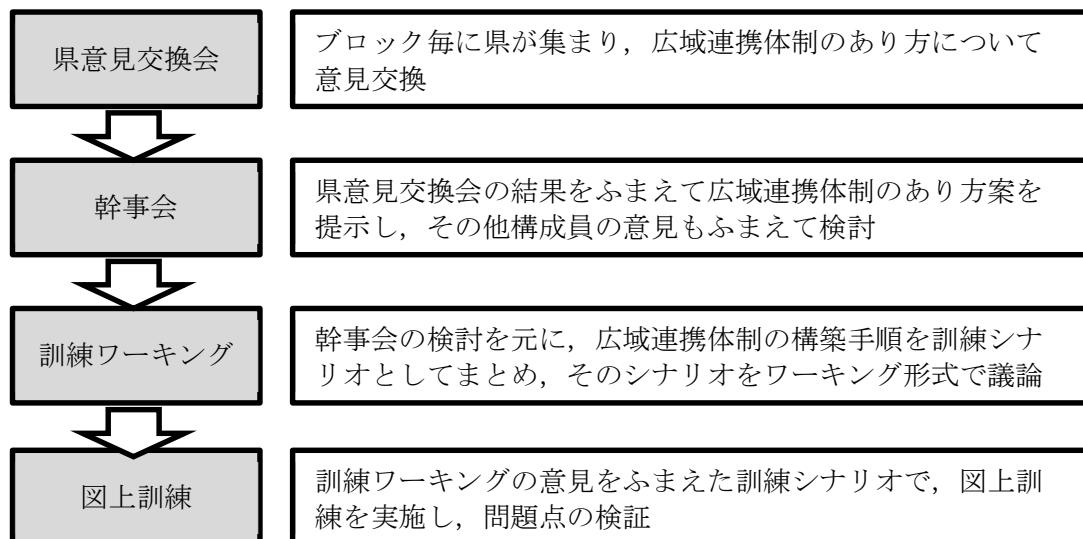 県意見交換会
ブロック毎に県が集まり，広域連携体制のあり方について
意見交換
幹事会
県意見交換会の結果をふまえて広域連携体制のあり方案を
提示し，その他構成員の意見もふまえて検討
訓練ワーキング
幹事会の検討を元に，広域連携体制の構築手順を訓練シナ
リオとしてまとめ，そのシナリオをワーキング形式で議論
図上訓練
訓練ワーキングの意見をふまえた訓練シナリオで，図上訓
練を実施し，問題点の検証